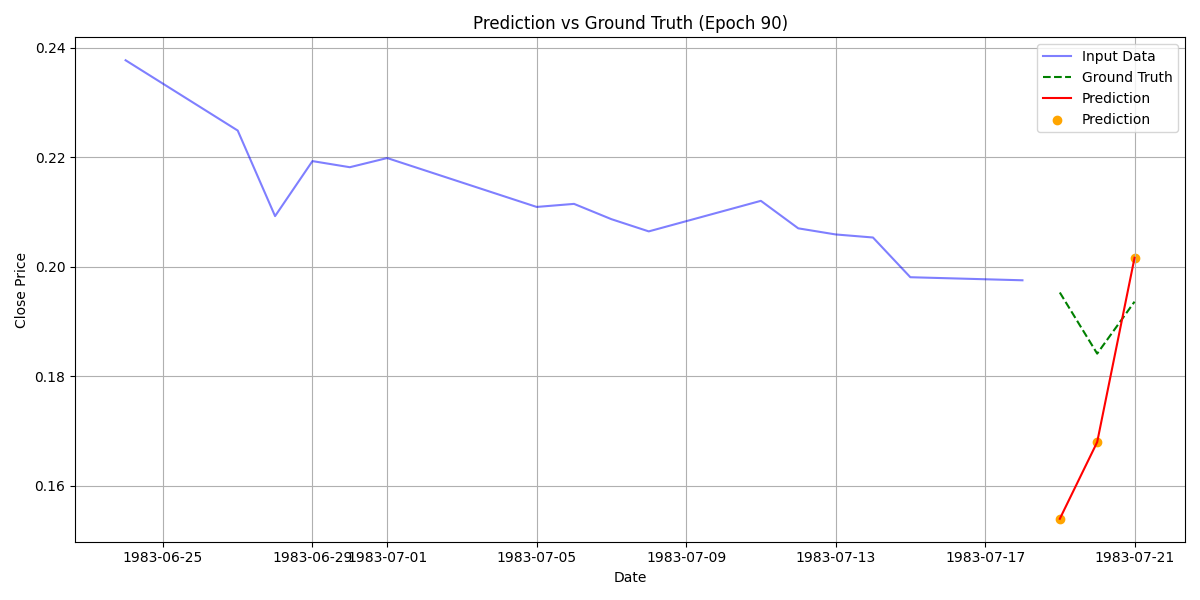 Prediction vs Ground Truth (Epoch 90)
0.24
0.22
0.20
0.18
0.16
Close Price
Input Data
Ground Truth
Prediction
Prediction
1983-06-25
1983-06-29
1983-07-01
1983-07-05
1983-07-09
1983-07-13
1983-07-17
1983-07-21
Date